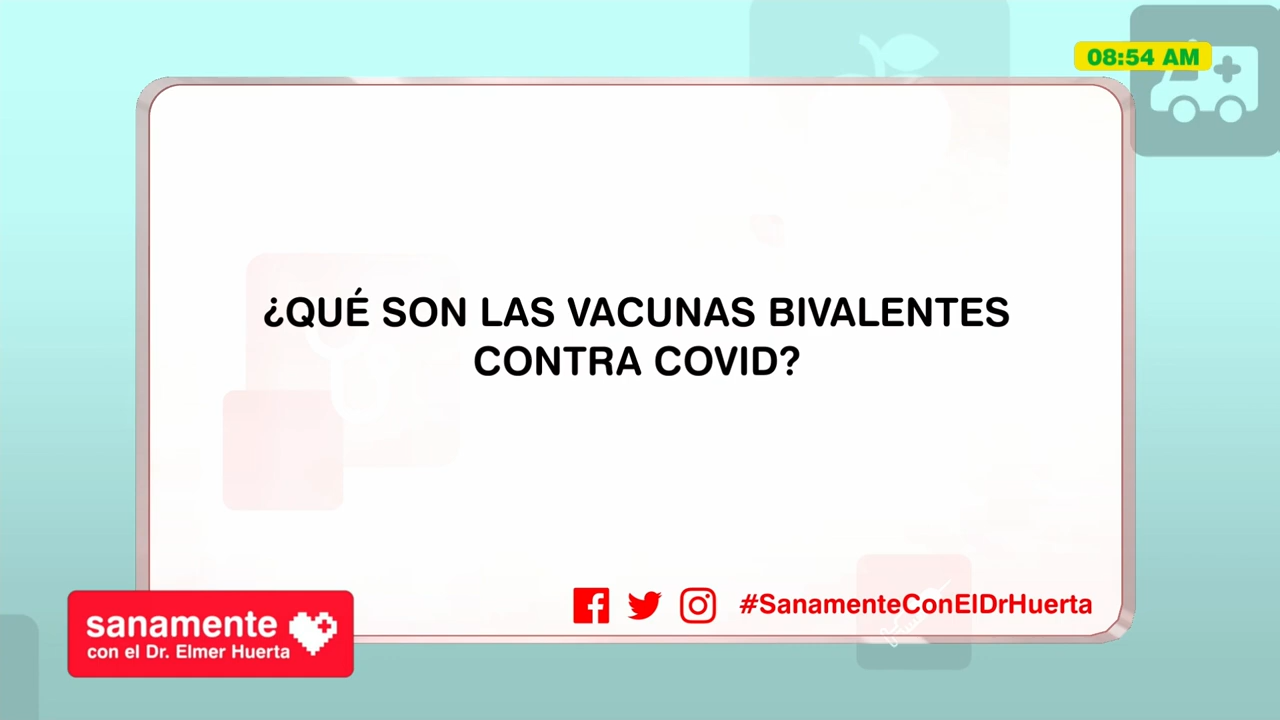 08:54 AM
¿QUÉ SON LAS VACUNAS BIVALENTES
CONTRA COVID?
#SanamenteConElDrHuerta
sanamente
con el Dr. Elmer Huerta